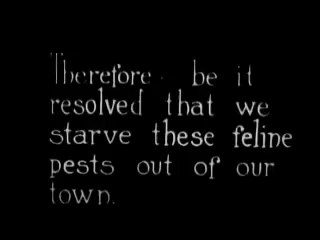 Therefore be it
resolved that we
starve these feline
pests out of our
town.